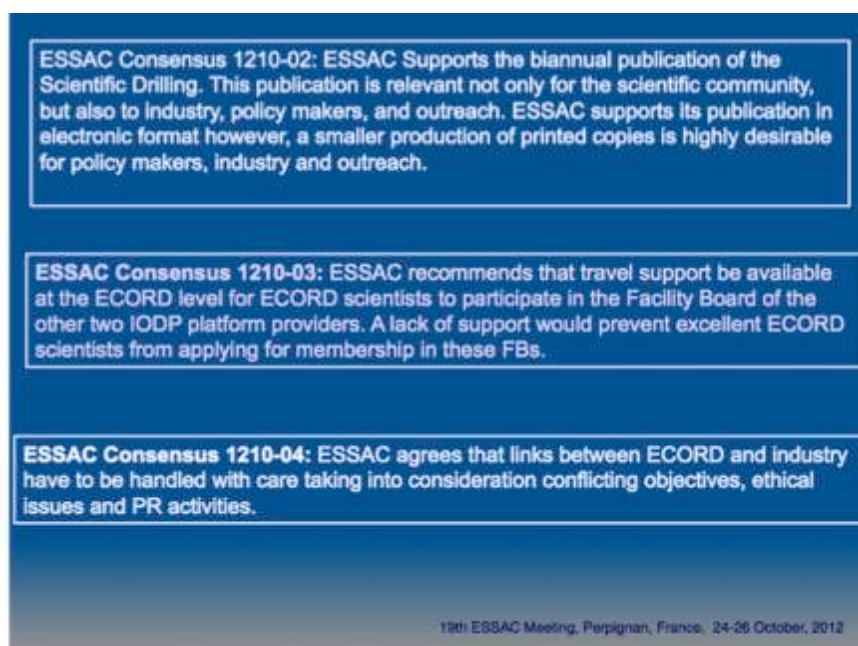 ESSAC Consensus 1210-02: ESSAC Supports the biannual publication of the
Scientific Drilling. This publication is relevant not only for the scientific community,
but also to industry, policy makers, and outreach. ESSAC supports its publication in
electronic format however, a smaller production of printed copies is highly desirable
for policy makers, industry and outreach.
ESSAC Consensus 1210-03: ESSAC recommends that travel support be available
at the ECORD level for ECORD scientists to participate in the Facility Board of the
other two IODP platform providers. A lack of support would prevent excellent ECORD
scientists from applying for membership in these FBs.
ESSAC Consensus 1210-04: ESSAC agrees that links between ECORD and industry
have to be handled with care taking into consideration conflicting objectives, ethical
issues and PR activities.
19th ESSAC Meeting, Perpignan, France, 24-26 October, 2012